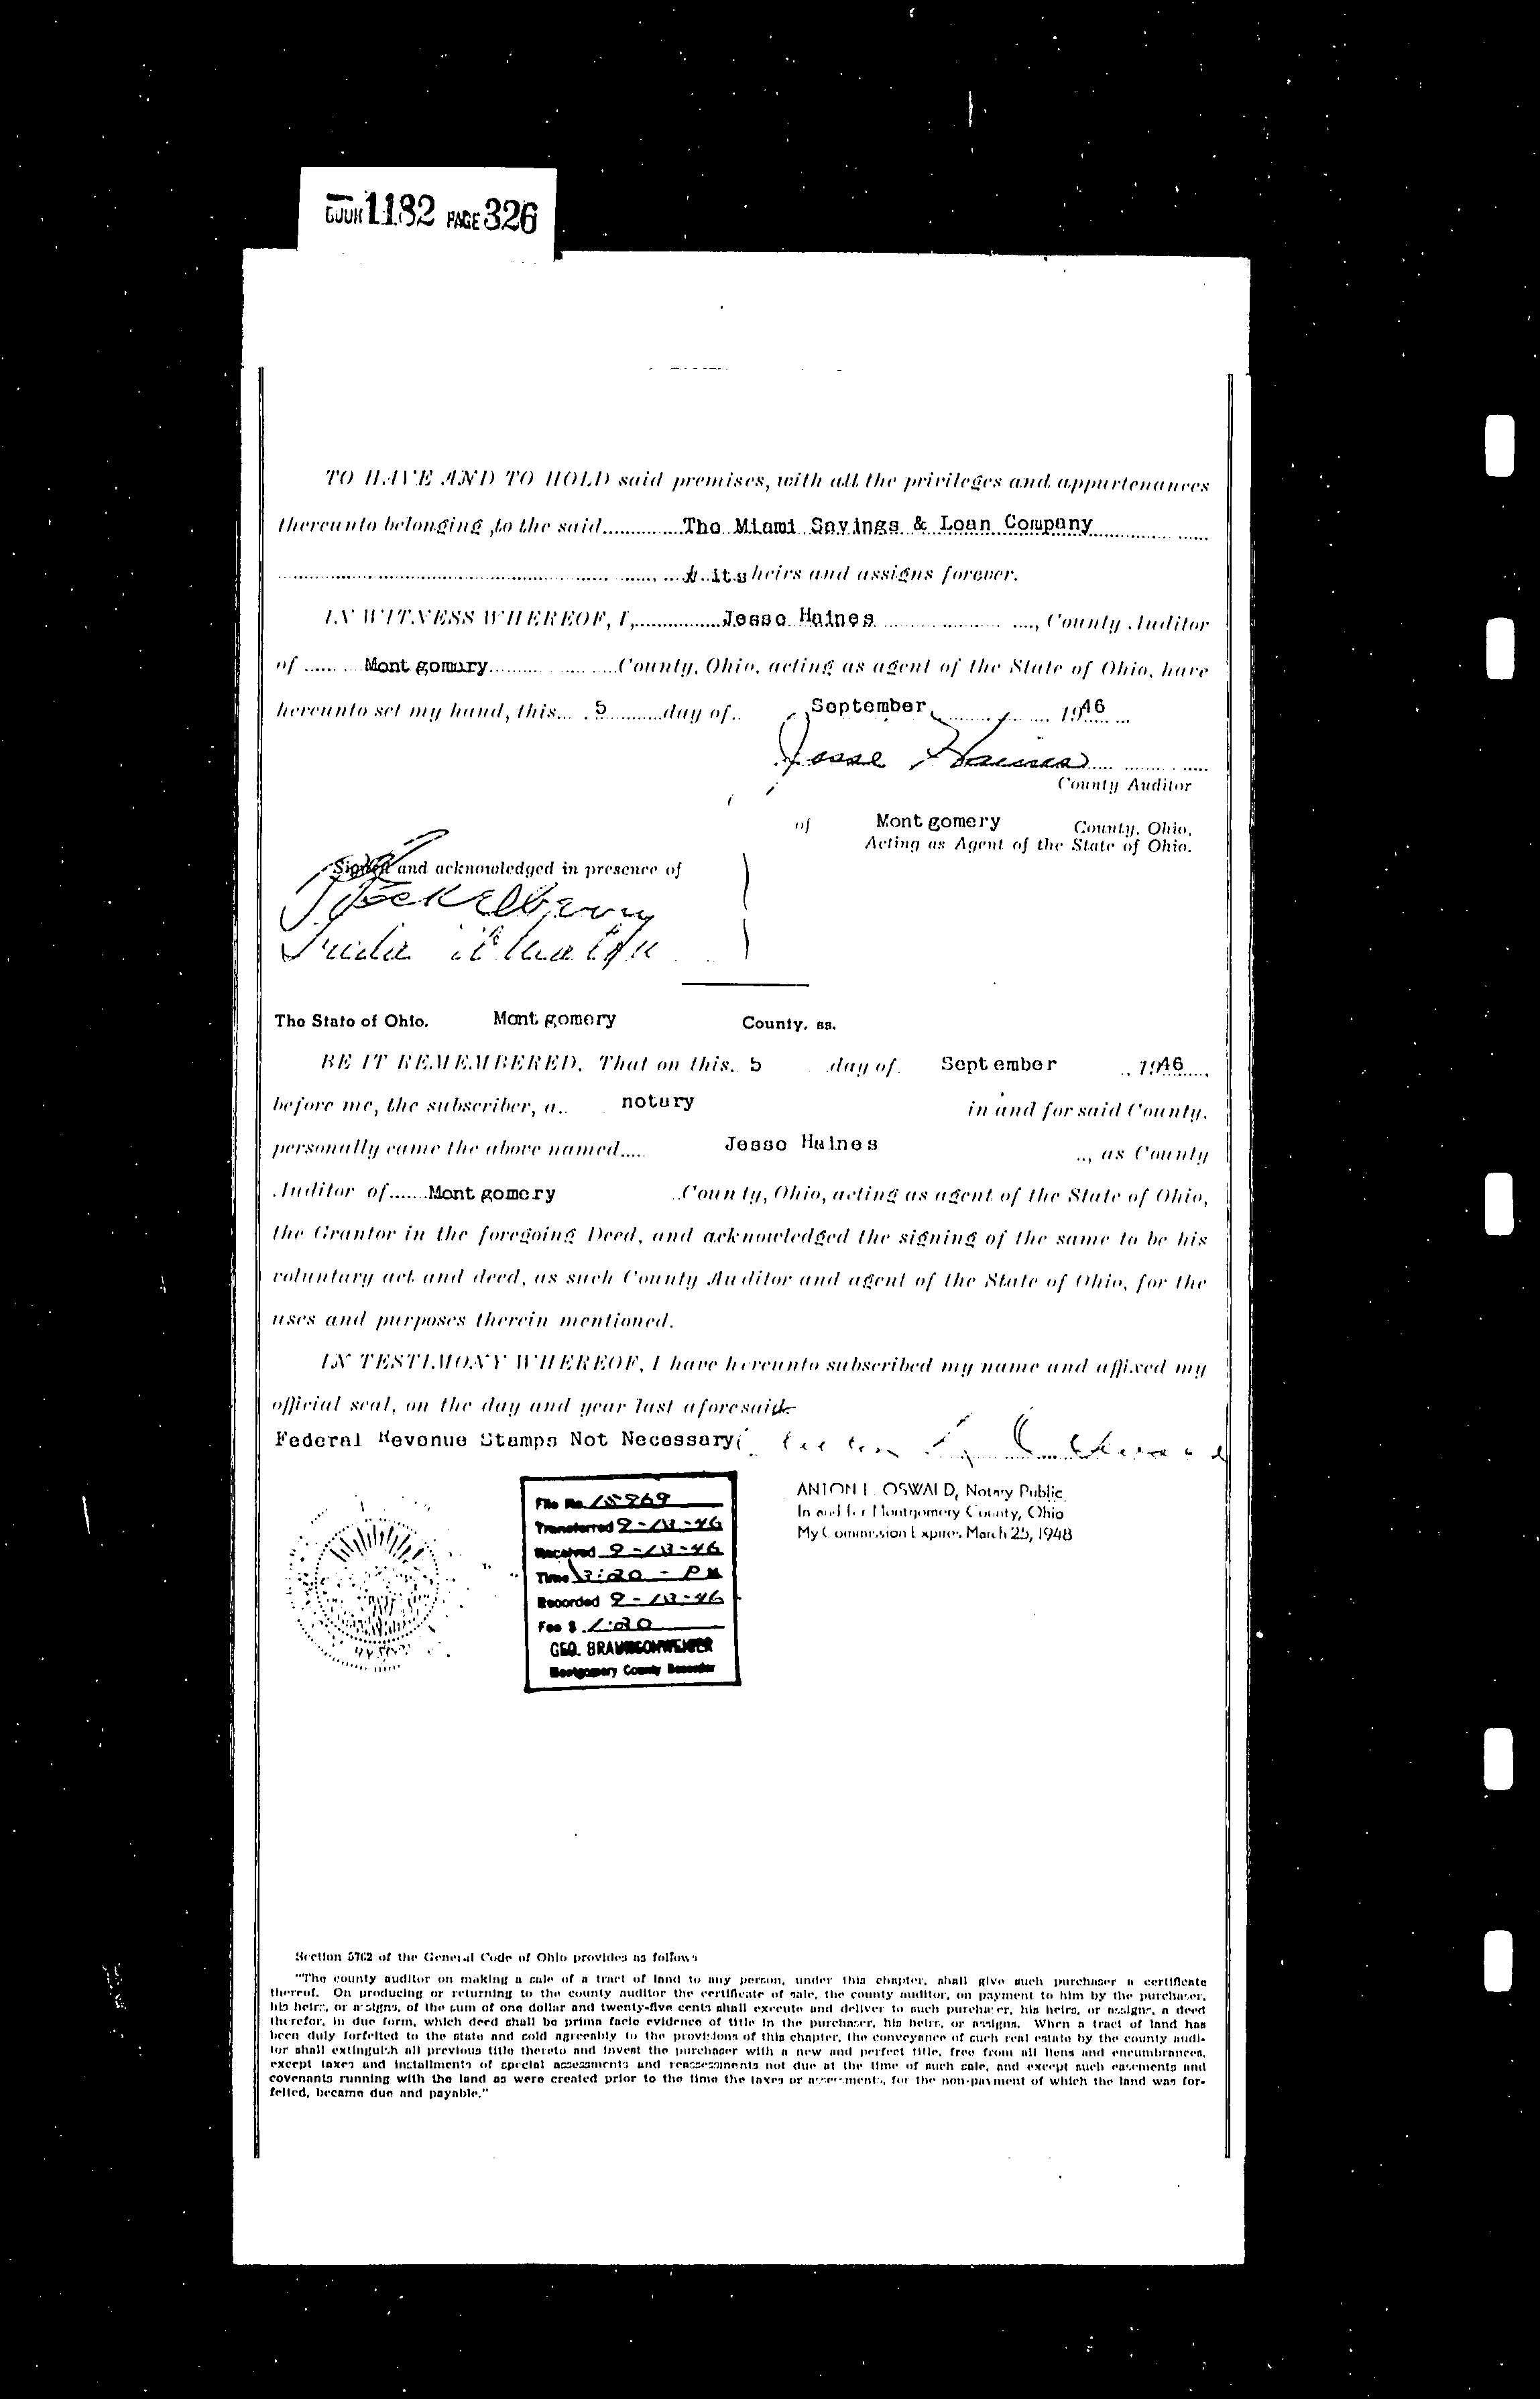 BOOK 1182 PAGE 326
TO HAVE AND TO HOLD said premises, with all the privileges and appurtenances
thereunto belonging ,to the said The Miami Savings & Loan Company
its heirs and assigns forever.
IN WITNESS WHEREOF, I, Jesse Haines, County Auditor
of Montgomery County, Ohio, acting as agent of the State of Ohio, have
hereunto set my hand, this 5 day of September, 1946
Jesse Haines
County Auditor
of Montgomery County, Ohio,
Acting as Agent of the State of Ohio.
Signed and acknowledged in presence of
The State of Ohio, Montgomery County, ss.
BE IT REMEMBERED, That on this 5 day of September, 1946,
before me, the subscriber, a notary in and for said County,
personally came the above named Jesse Haines, as County
Auditor of Montgomery County, Ohio, acting as agent of the State of Ohio,
the Grantor in the foregoing Deed, and acknowledged the signing of the same to be his
voluntary act and deed, as such County Auditor and agent of the State of Ohio, for the
uses and purposes therein mentioned.
IN TESTIMONY WHEREOF, I have hereunto subscribed my name and affixed my
official seal, on the day and year last aforesaid.
Federal Revenue Stamps Not Necessary
ANTON L. OSWALD, Notary Public
In and for Montgomery County, Ohio
My Commission Expires March 25, 1948
File No.
Transferred
Received
Time 3:20 - PM
Recorded
Fee $ 1.20
GEO.
Montgomery County Recorder
Section 5762 of the General Code of Ohio provides as follows
"The county auditor on making a sale of a tract of land to any person, under this chapter, shall give such purchaser a certificate
thereof. On producing or returning to the county auditor the certificate of sale, the county auditor, on payment to him by the purchaser,
his heirs, or assigns, of the sum of one dollar and twenty-five cents shall execute and deliver to such purchaser, his heirs, or assigns, a deed
therefor, in due form, which deed shall be prima facie evidence of title in the purchaser, his heirs, or assigns. When a tract of land has
been duly forfeited to the state and sold agreeably to the provisions of this chapter, the conveyance of such real estate by the county audi-
tor shall extinguish all previous title thereto and invest the purchaser with a new and perfect title, free from all liens and encumbrances,
except taxes and installments of special assessments and reassessments not due at the time of such sale, and except such easements and
covenants running with the land as were created prior to the time the taxes or assessments, for the non-payment of which the land was for-
feited, became due and payable."